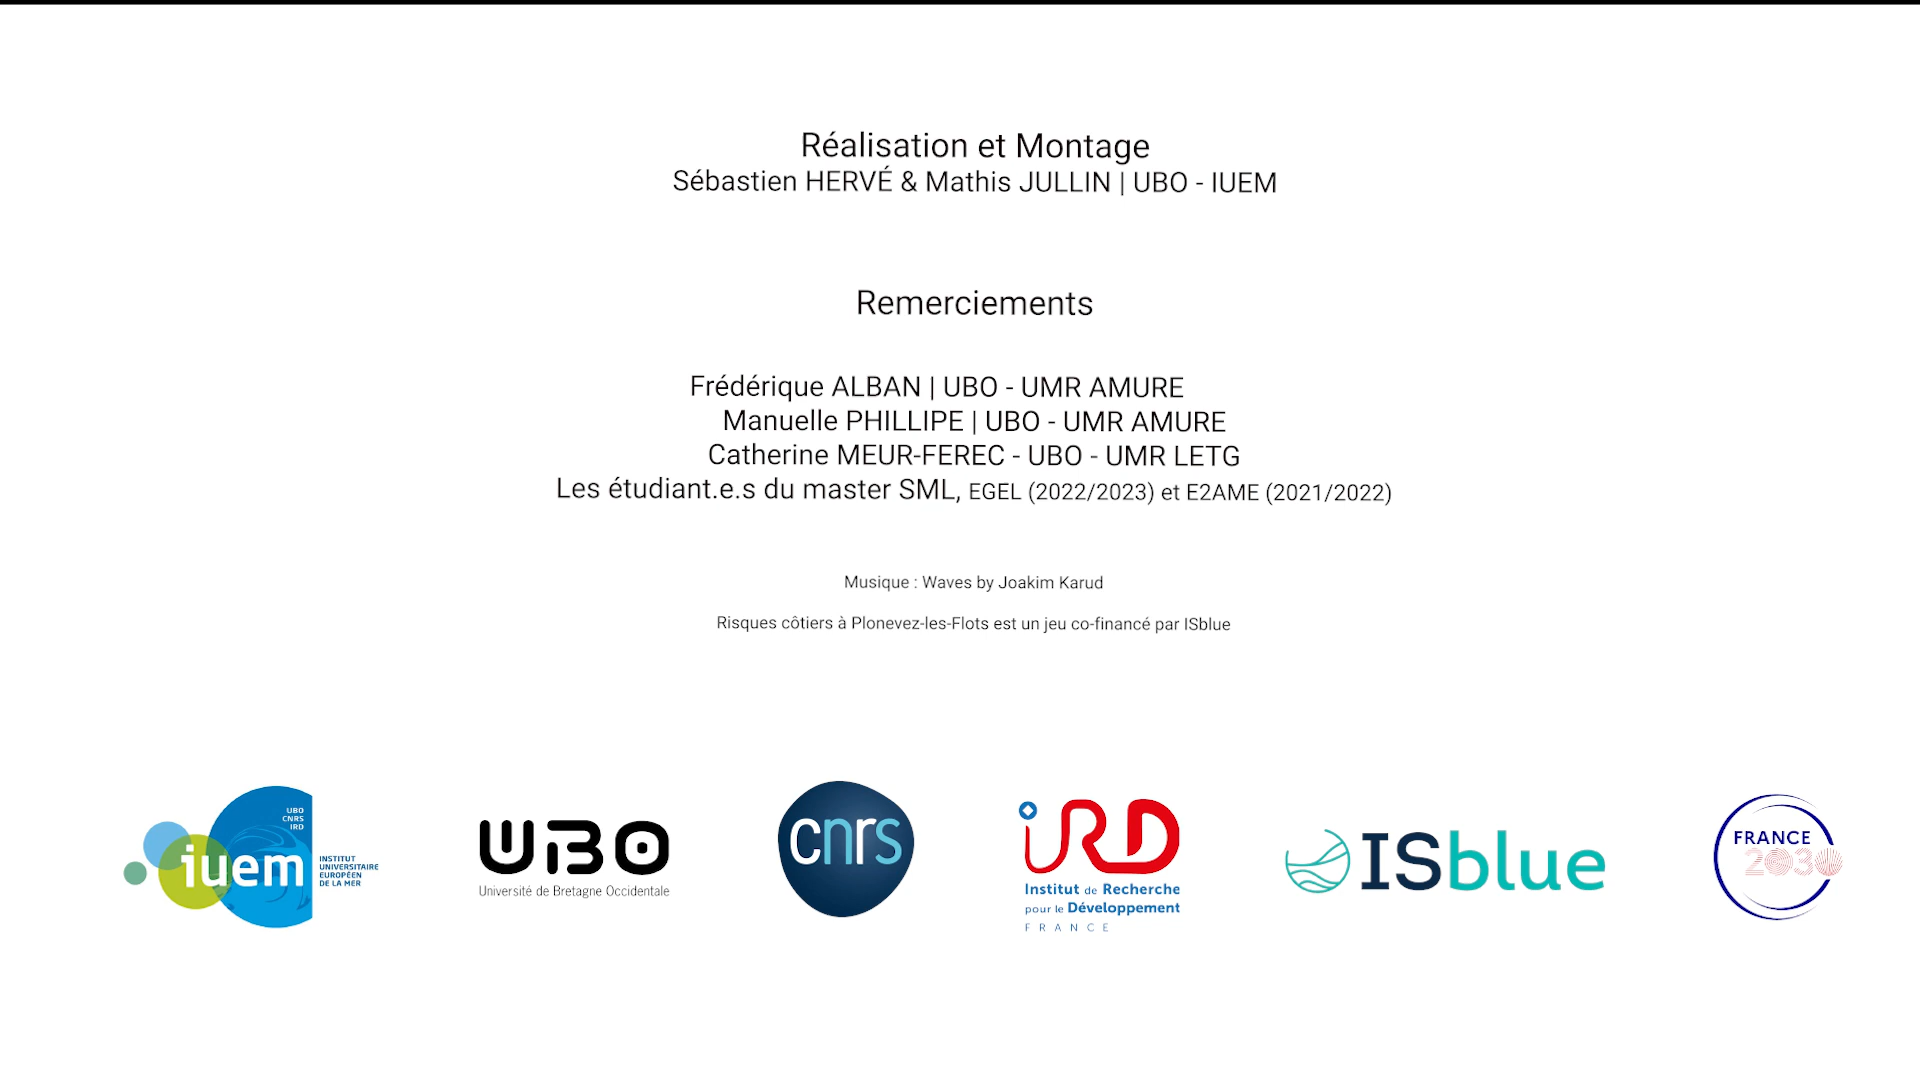 Réalisation et Montage
Sébastien HERVÉ & Mathis JULLIN | UBO - IUEM
Remerciements
Frédérique ALBAN | UBO - UMR AMURE
Manuelle PHILLIPE | UBO - UMR AMURE
Catherine MEUR-FEREC - UBO - UMR LETG
Les étudiant.e.s du master SML, EGEL (2022/2023) et E2AME (2021/2022)
Musique : Waves by Joakim Karud
Risques côtiers à Plonevez-les-Flots est un jeu co-financé par ISblue
UBO
CNRS
IRD
iuem
INSTITUT
UNIVERSITAIRE
EUROPÉEN
DE LA MER
UBO
Université de Bretagne Occidentale
cnrs
iRD
Institut de Recherche
pour le Développement
FRANCE
ISblue
FRANCE
2030